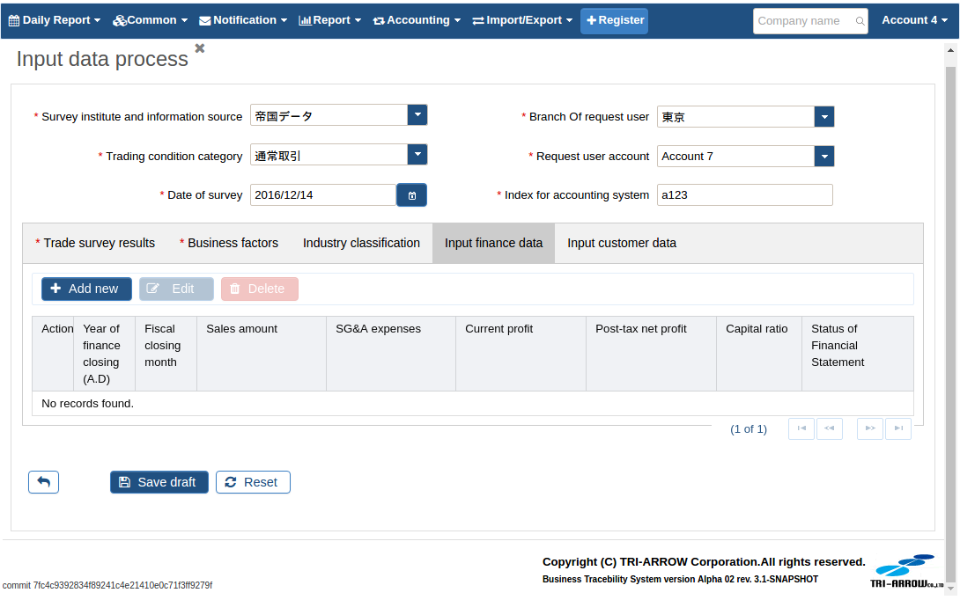 Daily Report Common Notification Report Accounting Import/Export Register Company name Account 4
Input data process
* Survey institute and information source 帝国データ * Branch Of request user 東京
* Trading condition category 通常取引 * Request user account Account 7
* Date of survey 2016/12/14 * Index for accounting system a123
* Trade survey results * Business factors Industry classification Input finance data Input customer data
Add new Edit Delete
Action Year of finance closing (A.D) Fiscal closing month Sales amount SG&A expenses Current profit Post-tax net profit Capital ratio Status of Financial Statement
No records found.
(1 of 1)
Save draft Reset
Copyright (C) TRI-ARROW Corporation.All rights reserved.
Business Tracebility System version Alpha 02 rev. 3.1-SNAPSHOT
TRI-ARROW Co.,LTD
commit 7fc4c9392834f89241c4e21410e0c71f3ff9279f